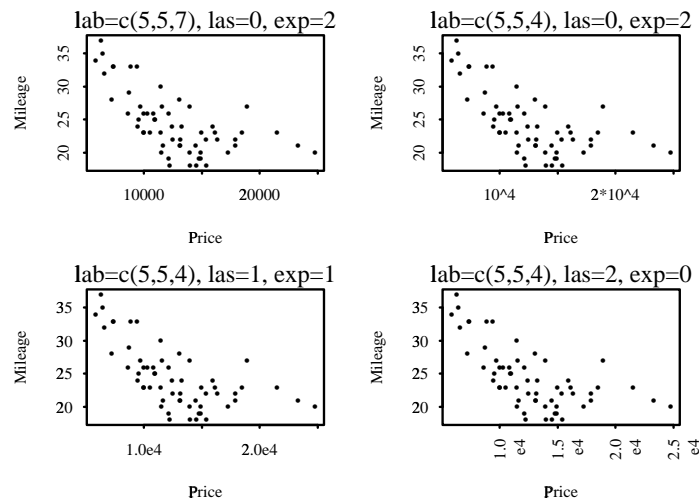 lab=c(5,5,7), las=0, exp=2
Mileage
35
30
25
20
10000 20000
Price
lab=c(5,5,4), las=0, exp=2
Mileage
35
30
25
20
10^4 2*10^4
Price
lab=c(5,5,4), las=1, exp=1
Mileage
35
30
25
20
1.0e4 2.0e4
Price
lab=c(5,5,4), las=2, exp=0
Mileage
35
30
25
20
1.0 e4
1.5 e4
2.0 e4
2.5 e4
Price